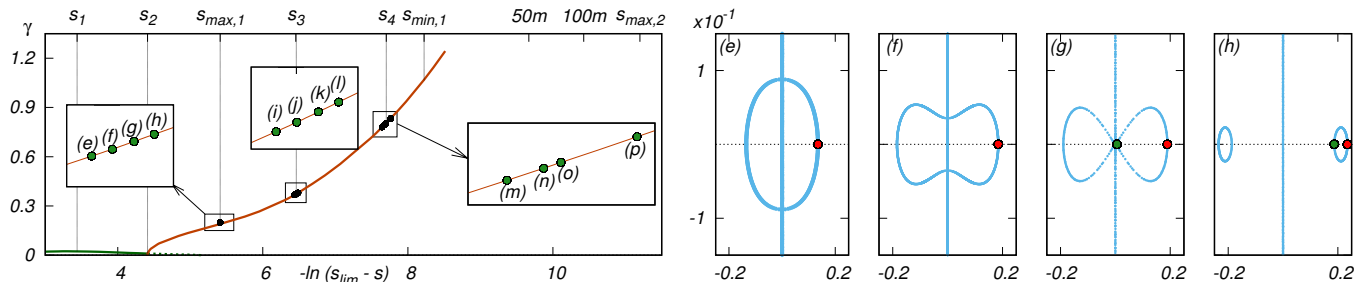 s1 s2 smax,1 s3 s4 smin,1 50m 100m smax,2
γ
1.2
0.9
0.6
0.3
0
(e) (f) (g) (h)
(i) (j) (k) (l)
(m) (n) (o) (p)
4 6 8 10
-ln (slim - s)
x10-1
(e) (f) (g) (h)
1
-1
-0.2 0.2 -0.2 0.2 -0.2 0.2 -0.2 0.2